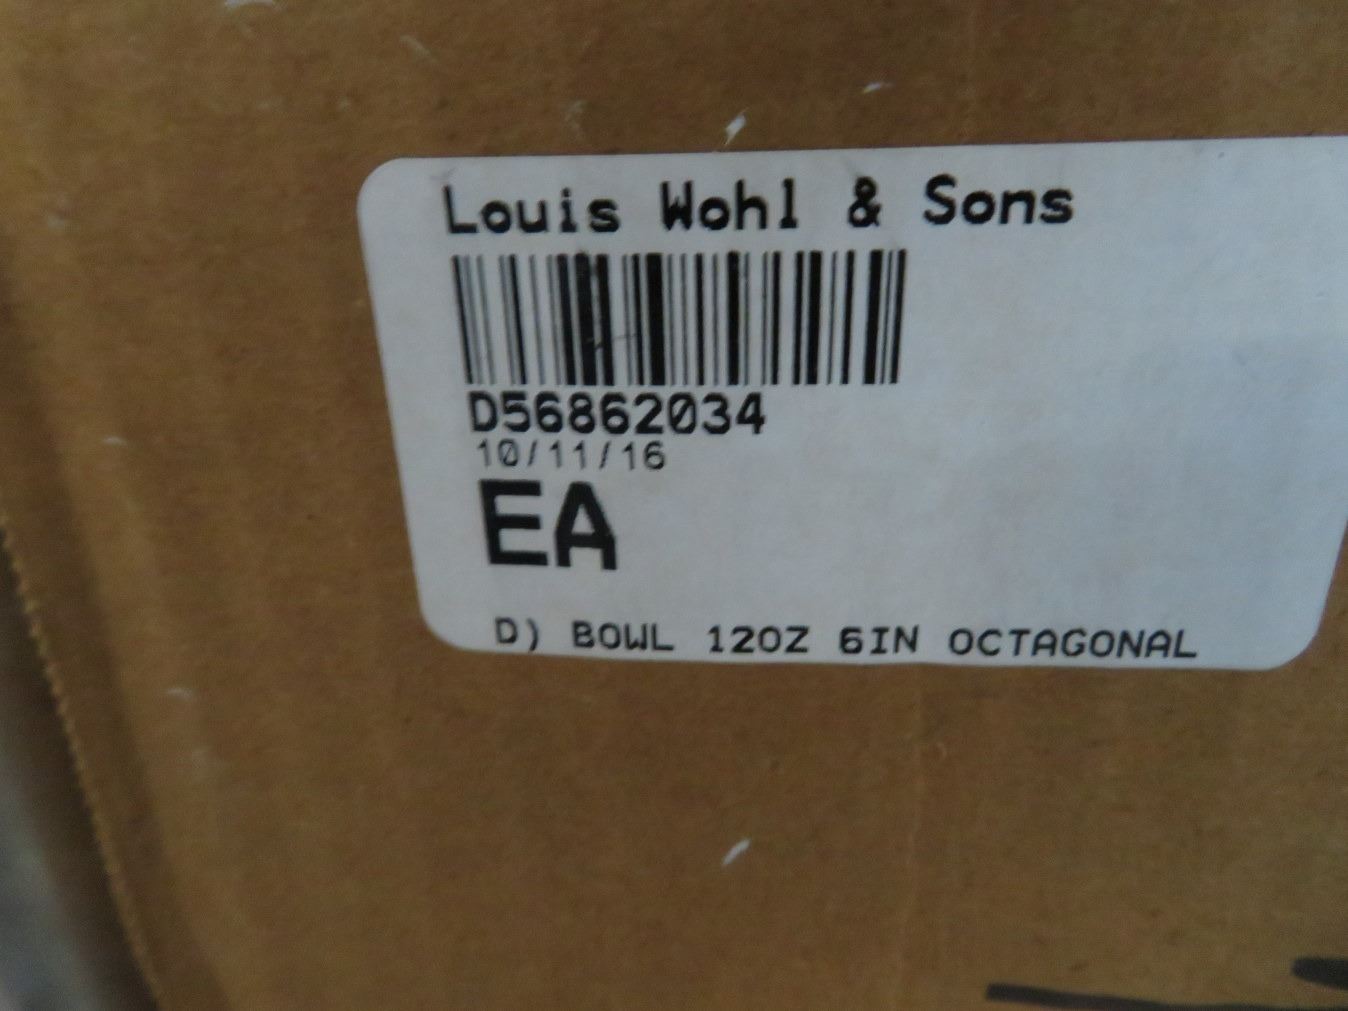 Louis Wohl & Sons
D56862034
10/11/16
EA
D) BOWL 12OZ 6IN OCTAGONAL